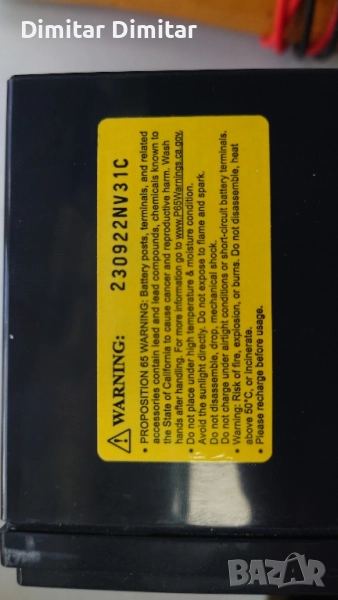 Dimitar Dimitar
⚠ WARNING: 230922NV31C
• PROPOSITION 65 WARNING: Battery posts, terminals, and related
accessories contain lead and lead compounds, chemicals known to
the State of California to cause cancer and reproductive harm. Wash
hands after handling. For more information go to www.P65Warnings.ca.gov.
• Do not place under high temperature & moisture condition.
Avoid the sunlight directly. Do not expose to flame and spark.
• Do not disassemble, drop, mechanical shock.
Do not charge under airtight conditions or short-circuit battery terminals.
• Warning: Risk of fire, explosion, or burns. Do not disassemble, heat
above 50°C, or incinerate.
• Please recharge before usage.
BAZAR